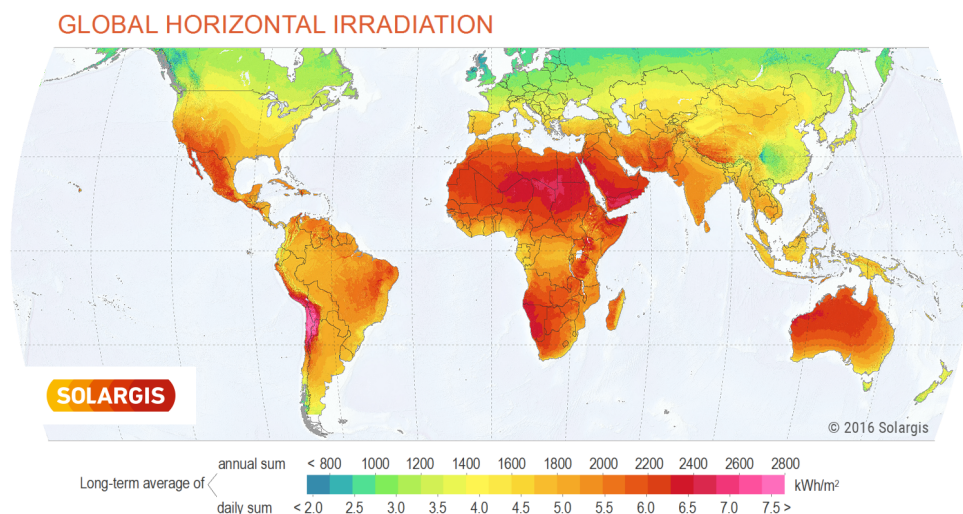 GLOBAL HORIZONTAL IRRADIATION
SOLARGIS
© 2016 Solargis
annual sum < 800 1000 1200 1400 1600 1800 2000 2200 2400 2600 2800
Long-term average of kWh/m²
daily sum < 2.0 2.5 3.0 3.5 4.0 4.5 5.0 5.5 6.0 6.5 7.0 7.5 >